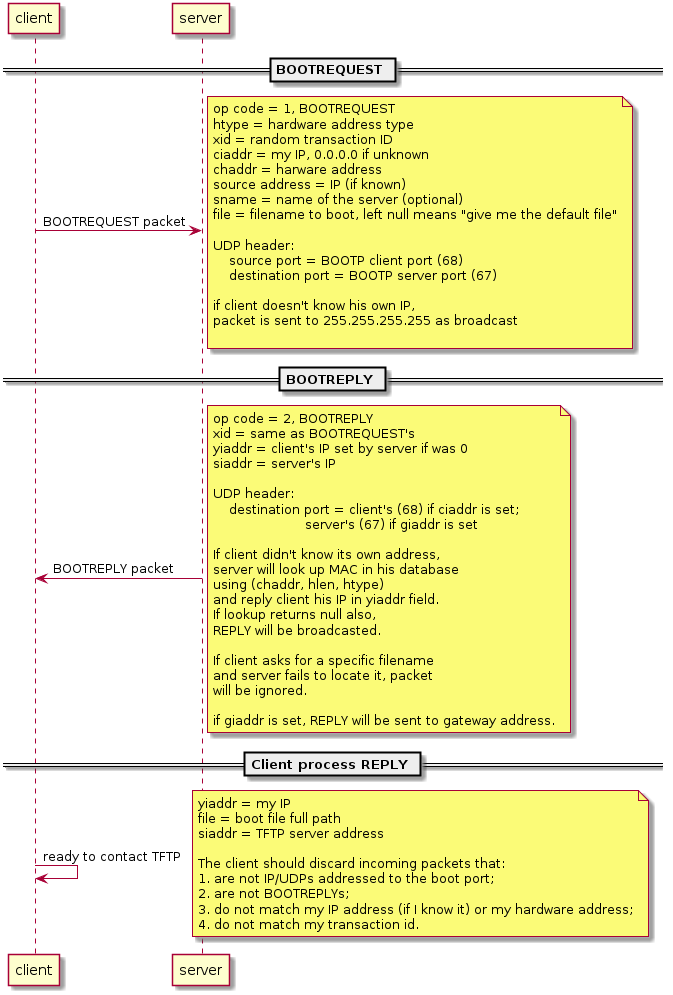 client
server
BOOTREQUEST
op code = 1, BOOTREQUEST
htype = hardware address type
xid = random transaction ID
ciaddr = my IP, 0.0.0.0 if unknown
chaddr = harware address
source address = IP (if known)
sname = name of the server (optional)
file = filename to boot, left null means "give me the default file"
BOOTREQUEST packet
UDP header:
source port = BOOTP client port (68)
destination port = BOOTP server port (67)
if client doesn't know his own IP,
packet is sent to 255.255.255.255 as broadcast
BOOTREPLY
op code = 2, BOOTREPLY
xid = same as BOOTREQUEST's
yiaddr = client's IP set by server if was 0
siaddr = server's IP
UDP header:
destination port = client's (68) if ciaddr is set;
server's (67) if giaddr is set
If client didn't know its own address,
server will look up MAC in his database
BOOTREPLY packet
using (chaddr, hlen, htype)
and reply client his IP in yiaddr field.
If lookup returns null also,
REPLY will be broadcasted.
If client asks for a specific filename
and server fails to locate it, packet
will be ignored.
if giaddr is set, REPLY will be sent to gateway address.
Client process REPLY
yiaddr = my IP
file = boot file full path
siaddr = TFTP server address
ready to contact TFTP
The client should discard incoming packets that:
1. are not IP/UDPs addressed to the boot port;
2. are not BOOTREPLYs;
3. do not match my IP address (if I know it) or my hardware address;
4. do not match my transaction id.
client
server